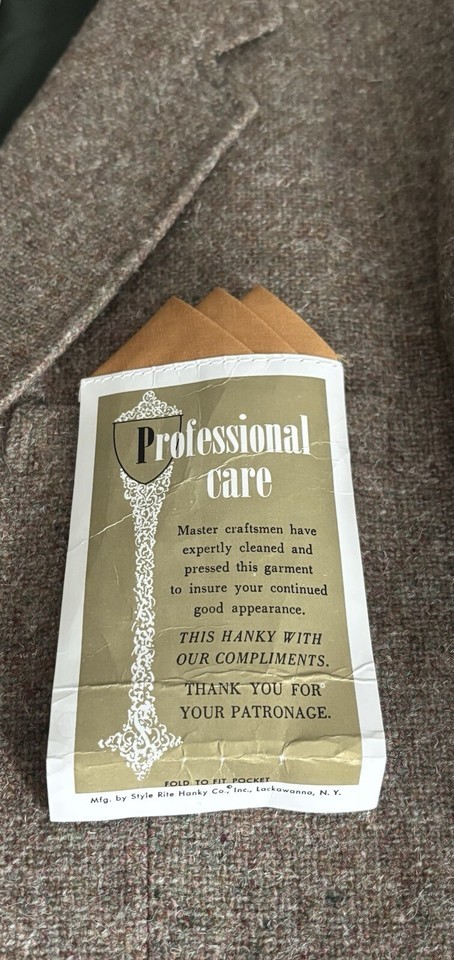 Professional
care
Master craftsmen have
expertly cleaned and
pressed this garment
to insure your continued
good appearance.
THIS HANKY WITH
OUR COMPLIMENTS.
THANK YOU FOR
YOUR PATRONAGE.
FOLD TO FIT POCKET
Mfg. by Style Rite Hanky Co., Inc., Lackawanna, N. Y.